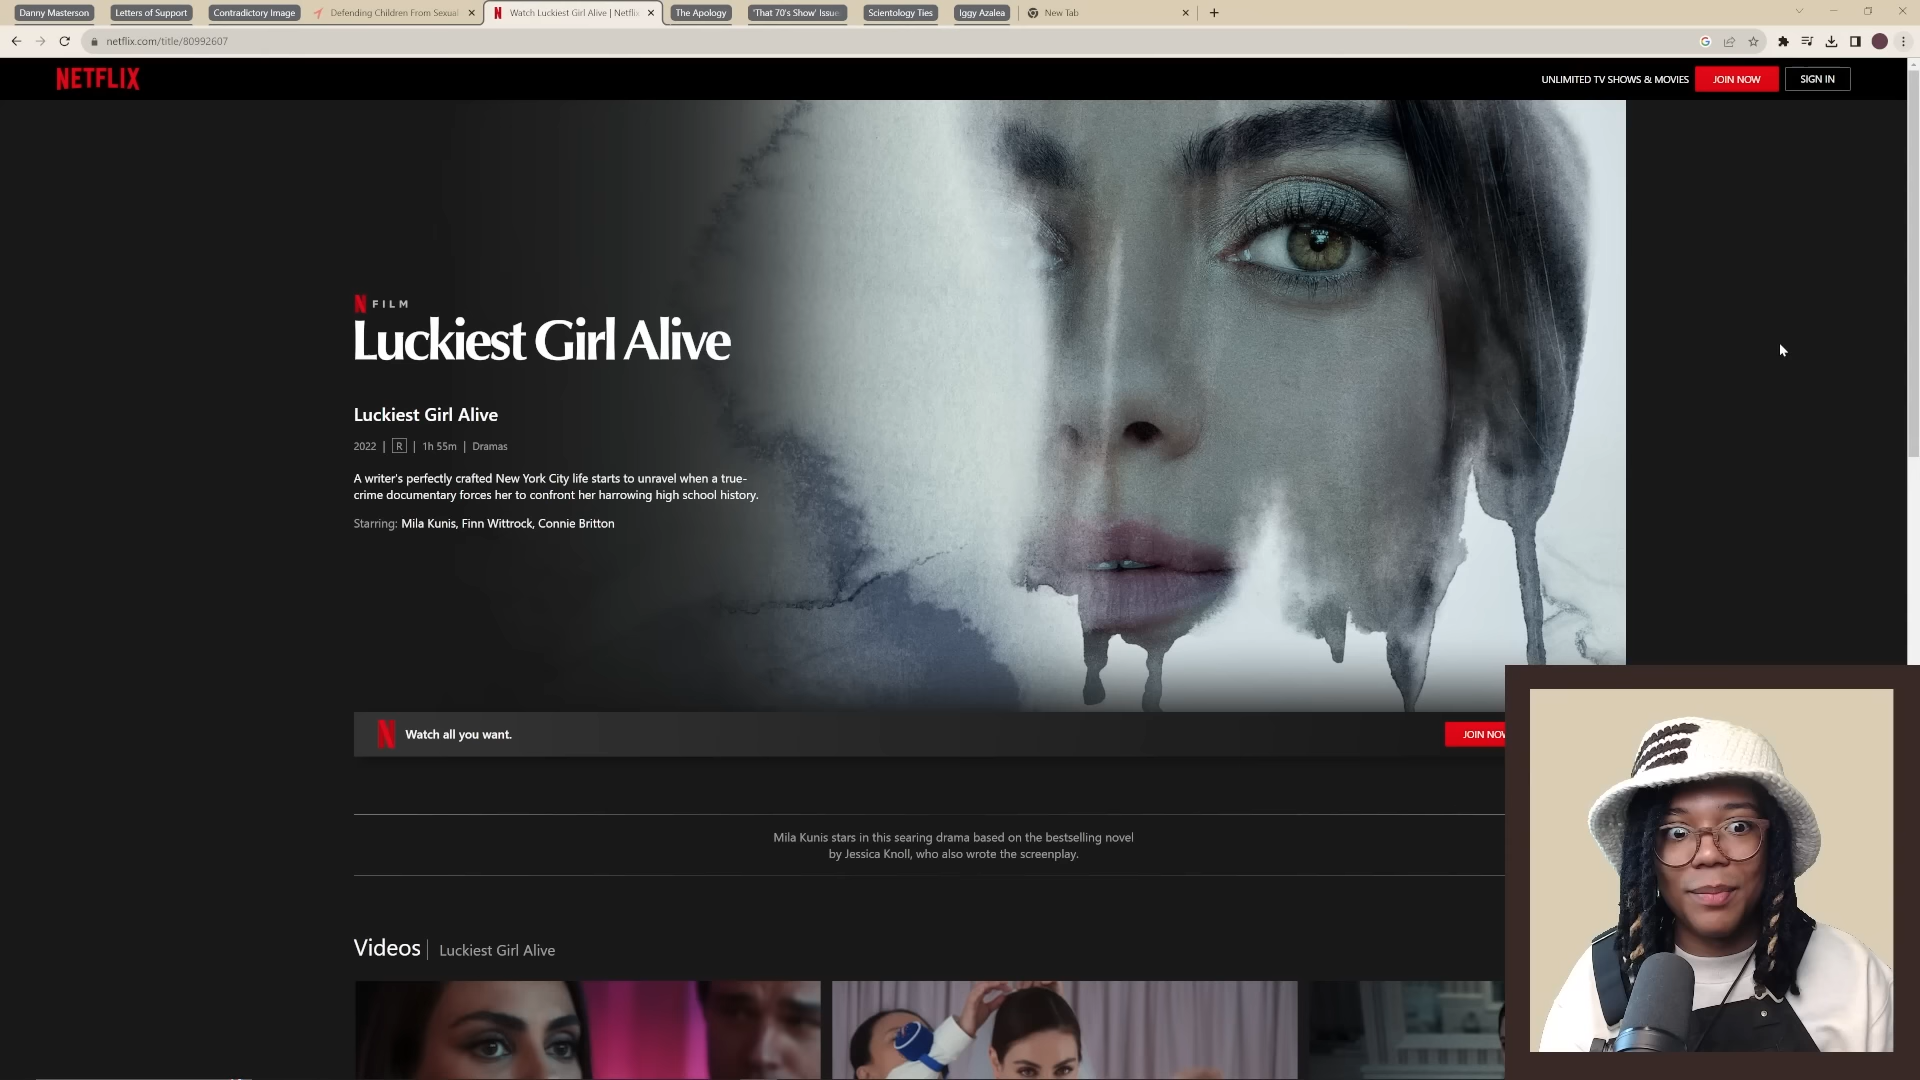 Danny Masterson
Letters of Support
Contradictory Image
Defending Children From Sexual
Watch Luckiest Girl Alive | Netflix
The Apology
'That 70's Show' Issue
Scientology Ties
Iggy Azalea
New Tab
netflix.com/title/80992607
NETFLIX
UNLIMITED TV SHOWS & MOVIES
JOIN NOW
SIGN IN
N FILM
Luckiest Girl Alive
Luckiest Girl Alive
2022 | R | 1h 55m | Dramas
A writer's perfectly crafted New York City life starts to unravel when a true-
crime documentary forces her to confront her harrowing high school history.
Starring: Mila Kunis, Finn Wittrock, Connie Britton
Watch all you want.
JOIN NOW
Mila Kunis stars in this searing drama based on the bestselling novel
by Jessica Knoll, who also wrote the screenplay.
Videos | Luckiest Girl Alive